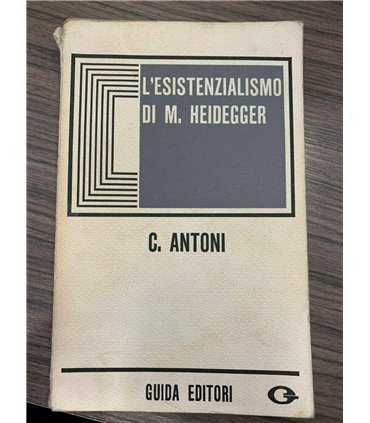 L'ESISTENZIALISMO
DI M. HEIDEGGER
C. ANTONI
GUIDA EDITORI